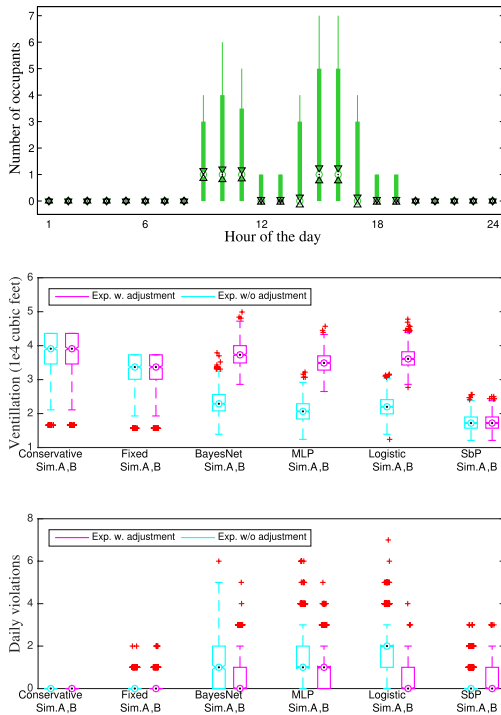 7
6
5
4
3
2
1
0
Number of occupants
1 6 12 18 24
Hour of the day
6
5
4
3
2
1
Ventillation (1e4 cubic feet)
Exp. w. adjustment Exp. w/o adjustment
Conservative Fixed BayesNet MLP Logistic SbP
Sim.A,B Sim.A,B Sim.A,B Sim.A,B Sim.A,B Sim.A,B
8
6
4
2
0
Daily violations
Exp. w. adjustment Exp. w/o adjustment
Conservative Fixed BayesNet MLP Logistic SbP
Sim.A,B Sim.A,B Sim.A,B Sim.A,B Sim.A,B Sim.A,B